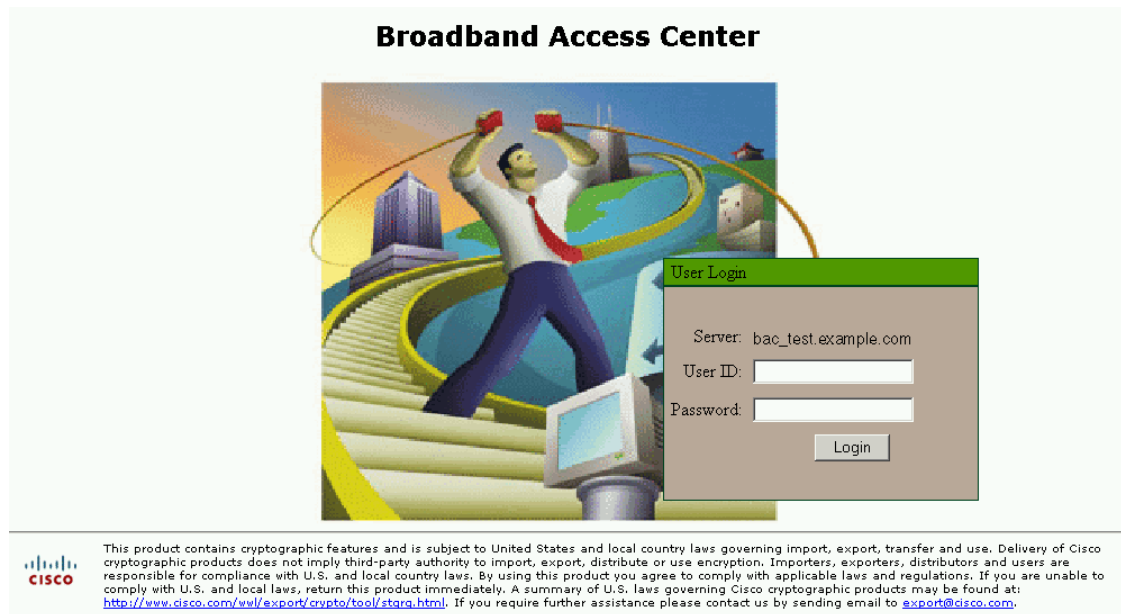 Broadband Access Center
User Login
Server: bac_test.example.com
User ID:
Password:
Login
This product contains cryptographic features and is subject to United States and local country laws governing import, export, transfer and use. Delivery of Cisco
cryptographic products does not imply third-party authority to import, export, distribute or use encryption. Importers, exporters, distributors and users are
responsible for compliance with U.S. and local country laws. By using this product you agree to comply with applicable laws and regulations. If you are unable to
comply with U.S. and local laws, return this product immediately. A summary of U.S. laws governing Cisco cryptographic products may be found at:
http://www.cisco.com/wwl/export/crypto/tool/stqrg.html. If you require further assistance please contact us by sending email to export@cisco.com.
CISCO